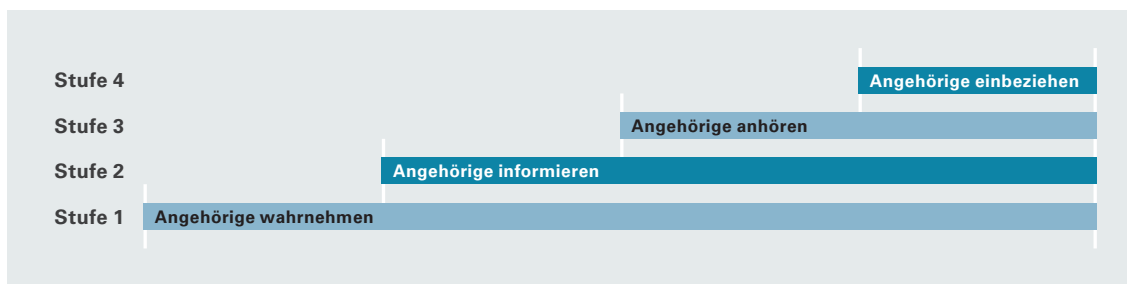 Stufe 4 Angehörige einbeziehen
Stufe 3 Angehörige anhören
Stufe 2 Angehörige informieren
Stufe 1 Angehörige wahrnehmen